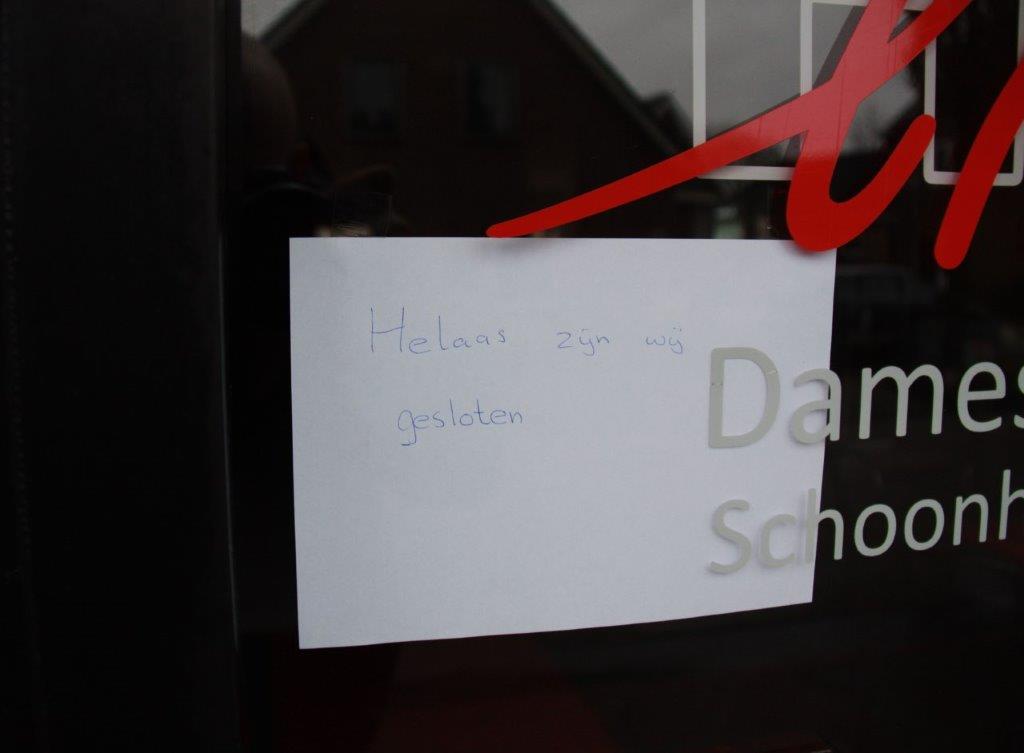 Helaas zijn wij
gesloten
Dames
Schoonh